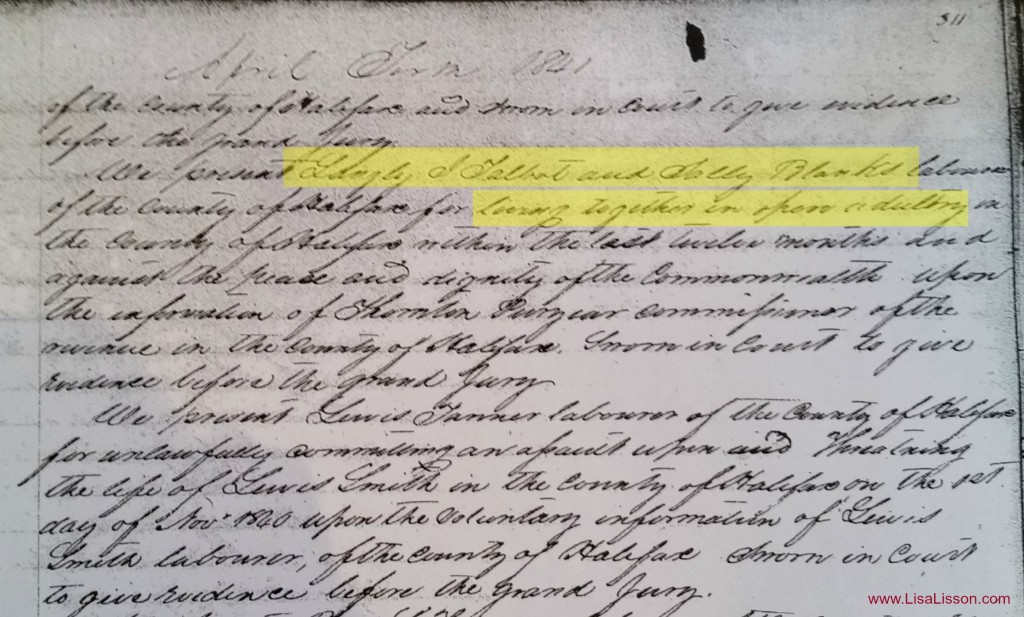 311
April Term 1841
of the County of Halifax and sworn in Court to give evidence
before the grand Jury.
We present Langly T Talbot and Sally Blanks labourers
of the County of Halifax for living together in open adultry in
the County of Halifax within the last twelve months and
against the peace and dignity of the Commonwealth upon
the information of Thornton Puryear commissioner of the
revenue in the County of Halifax. Sworn in Court to give
evidence before the grand Jury
We present Lewis Tanner labourer of the County of Halifax
for unlawfully committing an assault upon and Threatning
the life of Lewis Smith in the County of Halifax on the 1st.
day of Novr 1840 upon the voluntary information of Lewis
Smith labourer, of the county of Halifax Sworn in Court
to give evidence before the Grand Jury.
www.LisaLisson.com